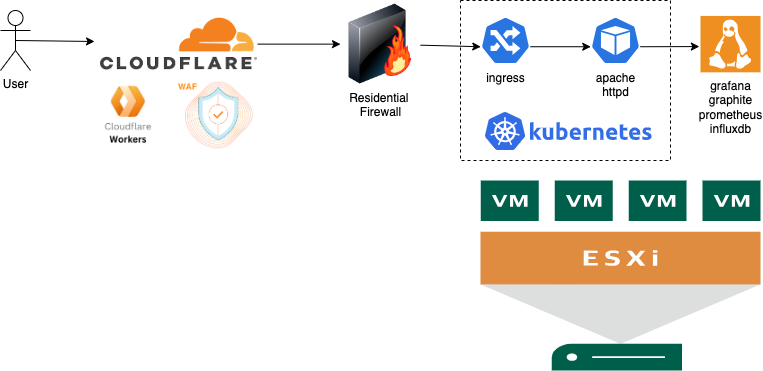 User
CLOUDFLARE
WAF
Cloudflare
Workers
Residential
Firewall
ingress
apache
httpd
kubernetes
grafana
graphite
prometheus
influxdb
VM VM VM VM
ESXi